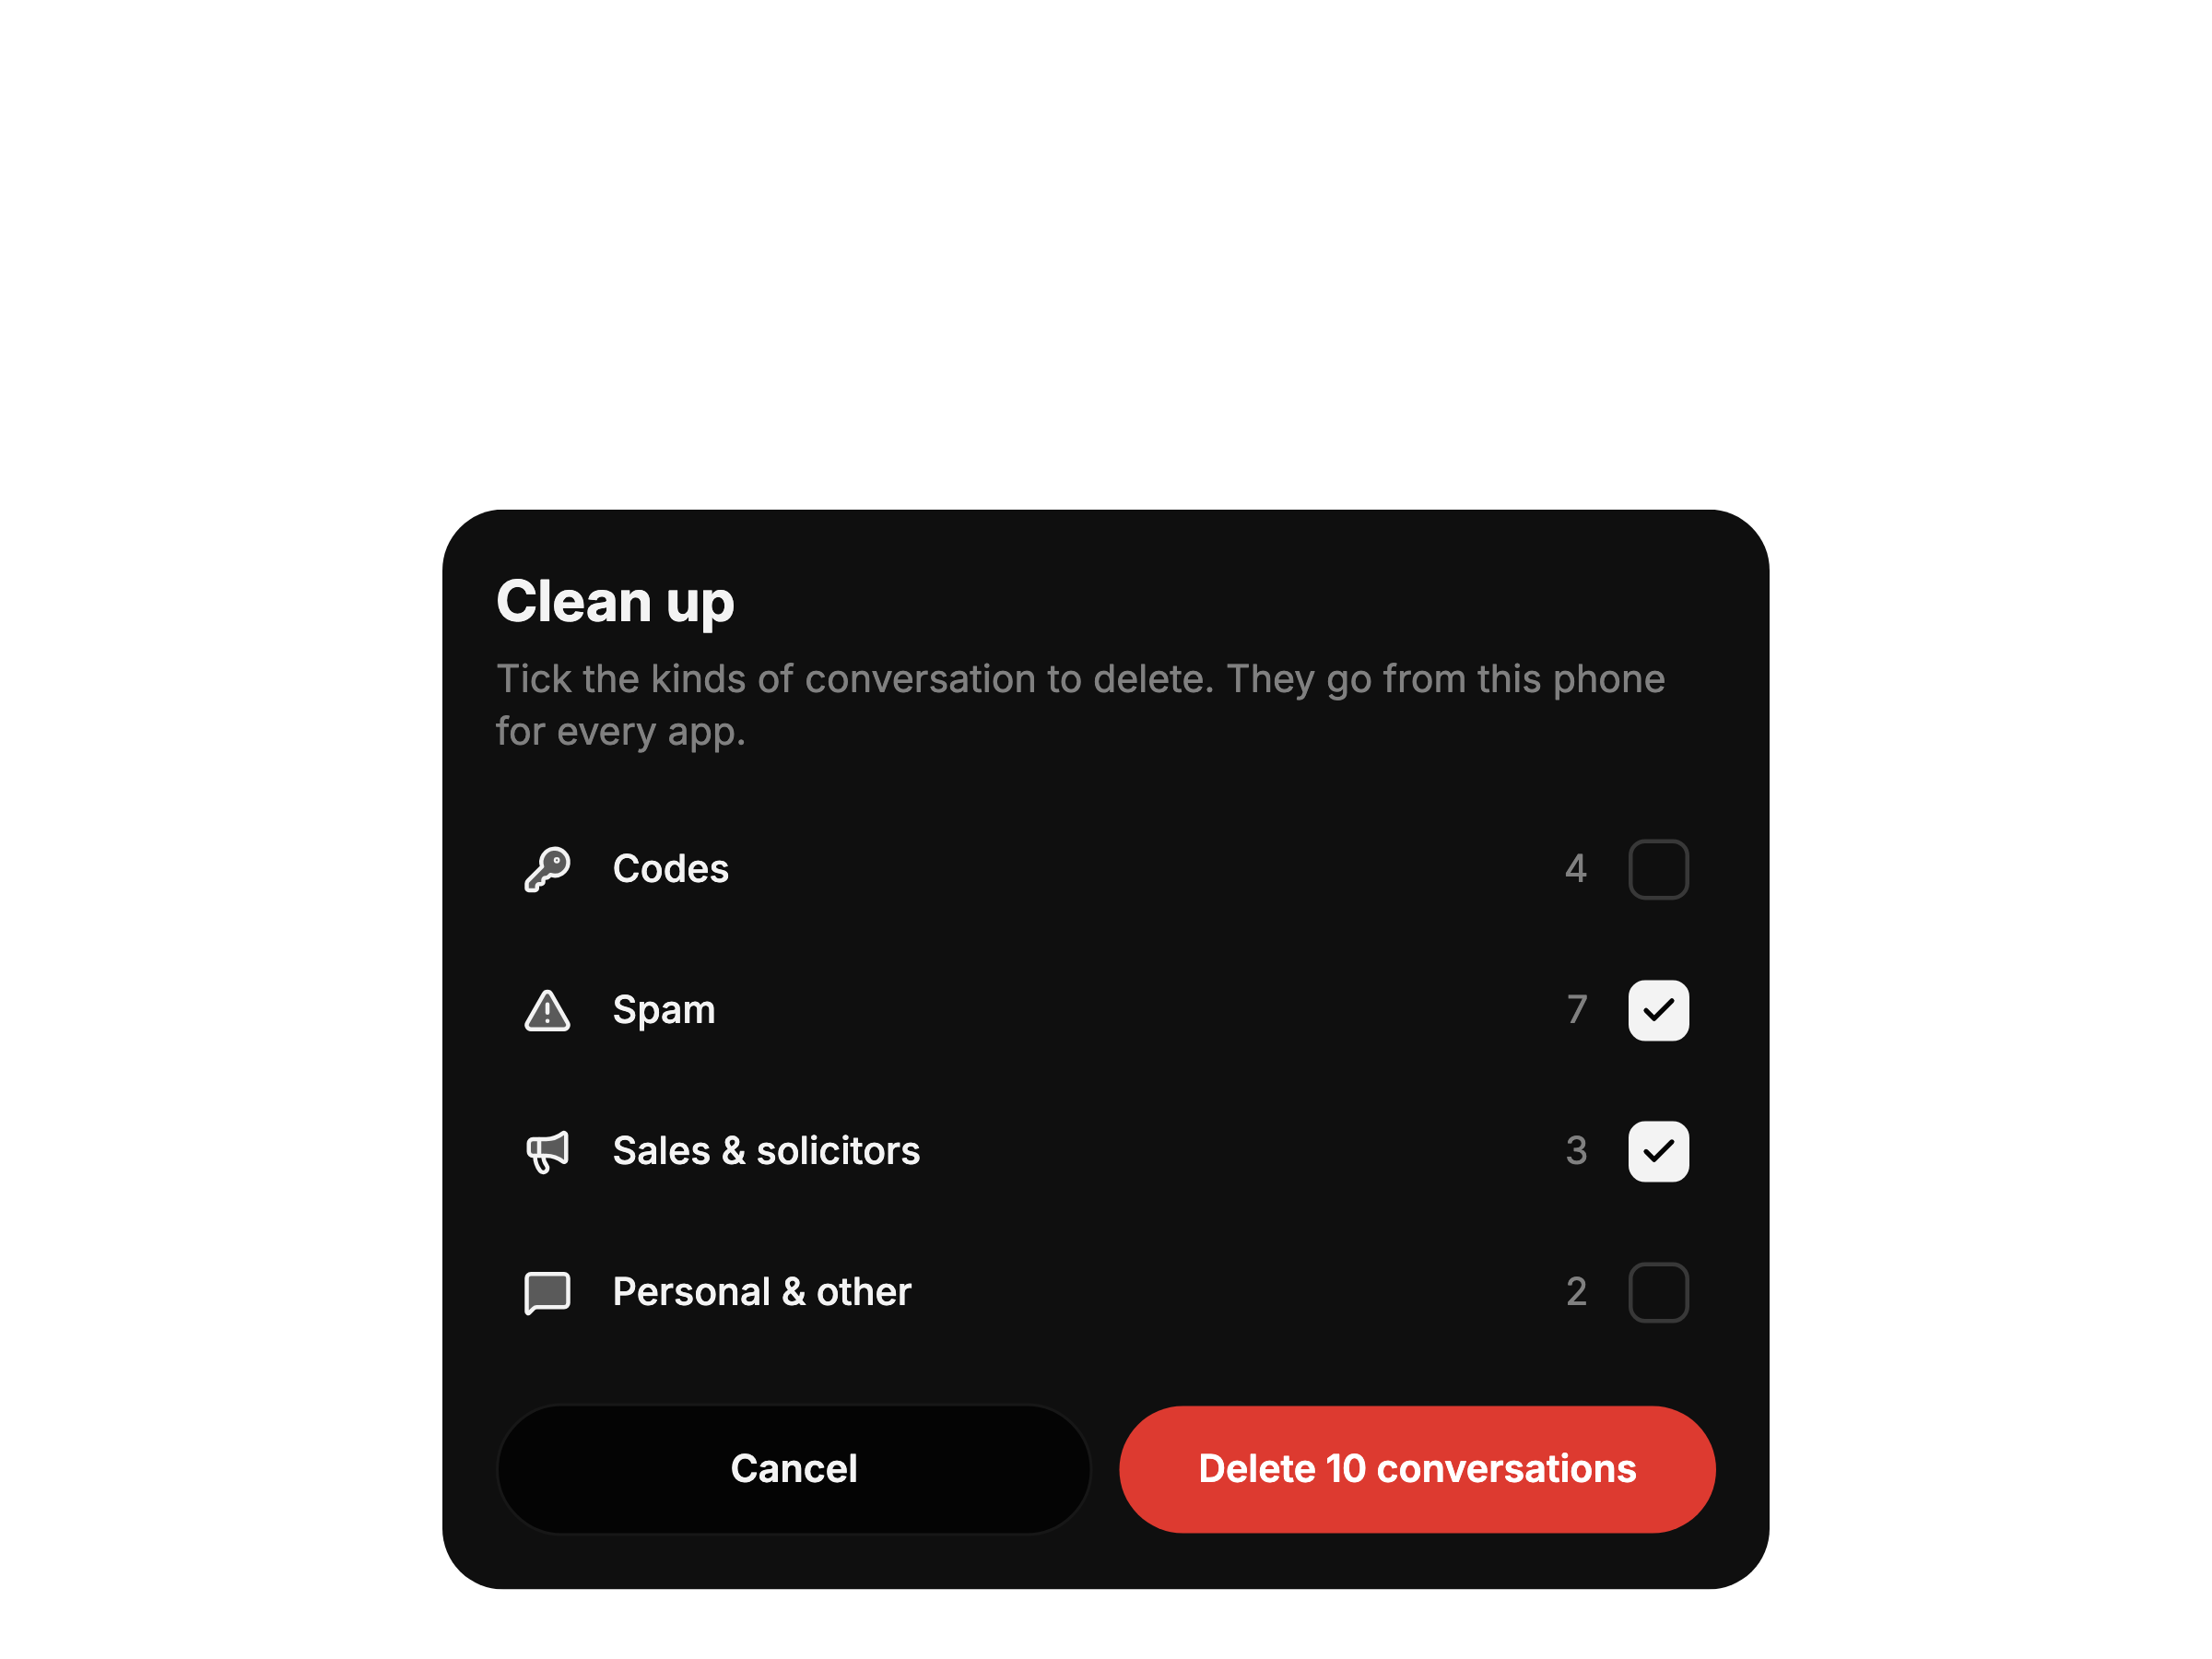 Clean up
Tick the kinds of conversation to delete. They go from this phone
for every app.
Codes 4
Spam 7
Sales & solicitors 3
Personal & other 2
Cancel Delete 10 conversations